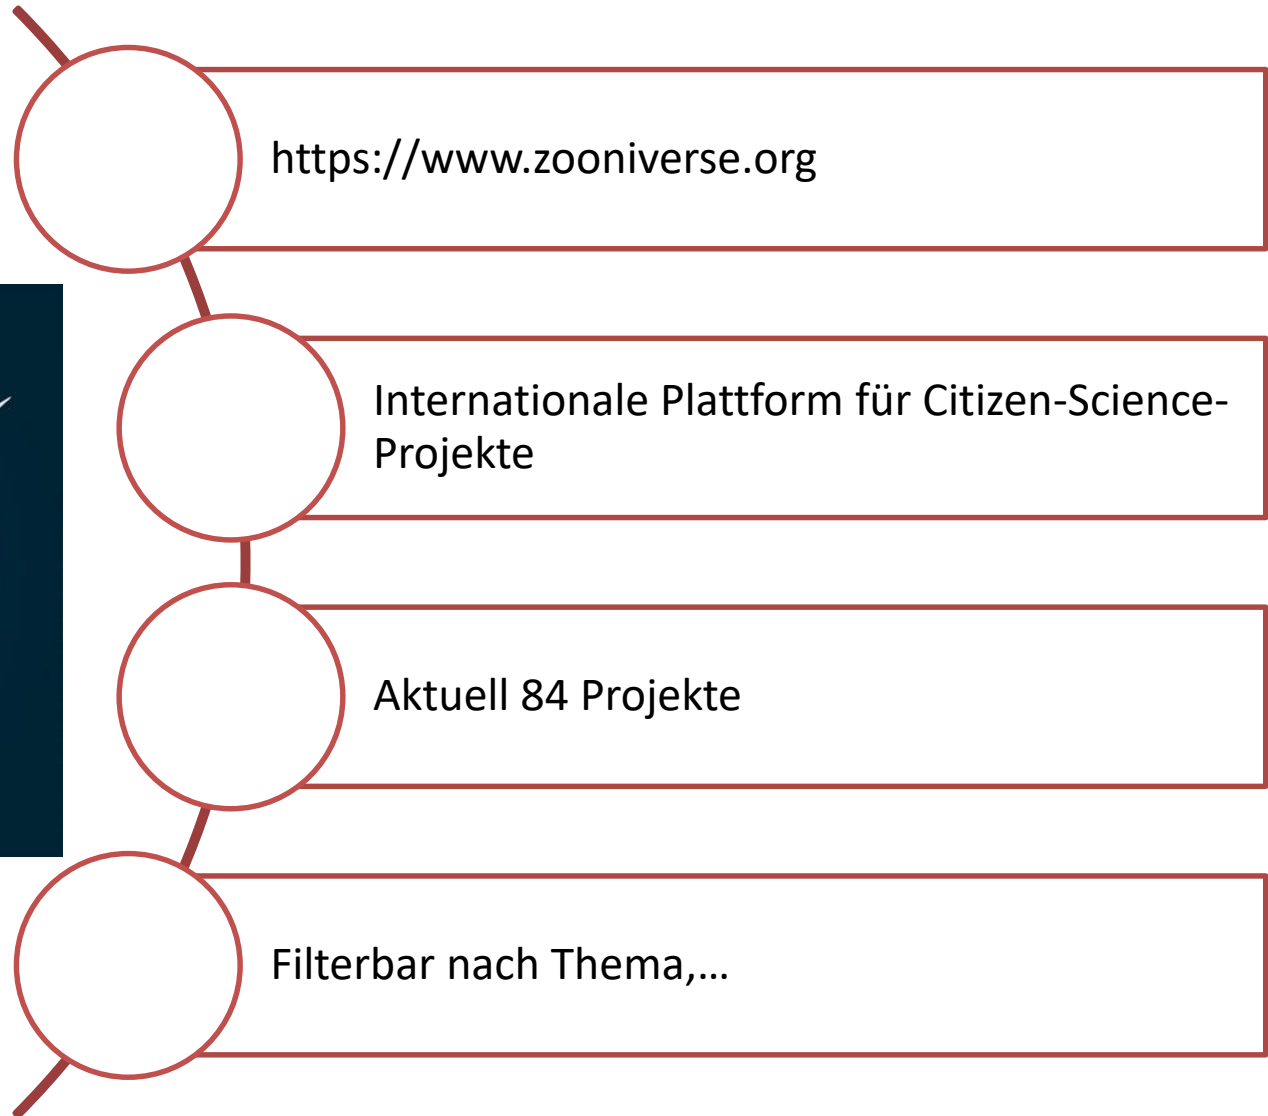 https://www.zooniverse.org
Internationale Plattform für Citizen-Science-
Projekte
Aktuell 84 Projekte
Filterbar nach Thema,...